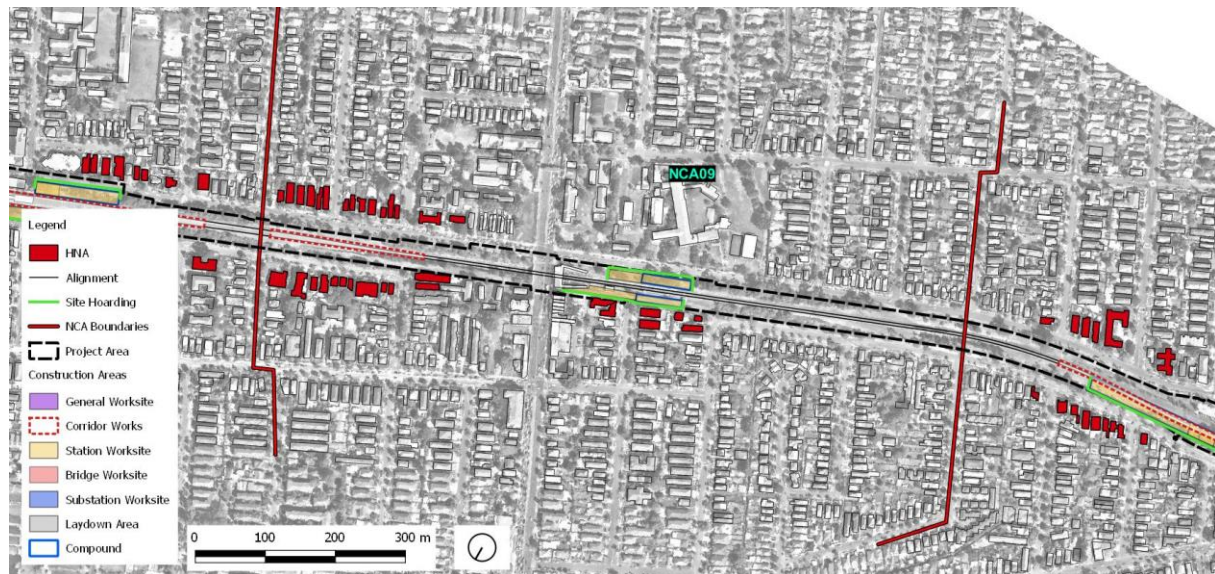 NCA09
Legend
HNA
Alignment
Site Hoarding
NCA Boundaries
Project Area
Construction Areas
General Worksite
Corridor Works
Station Worksite
Bridge Worksite
Substation Worksite
Laydown Area
Compound
0 100 200 300 m